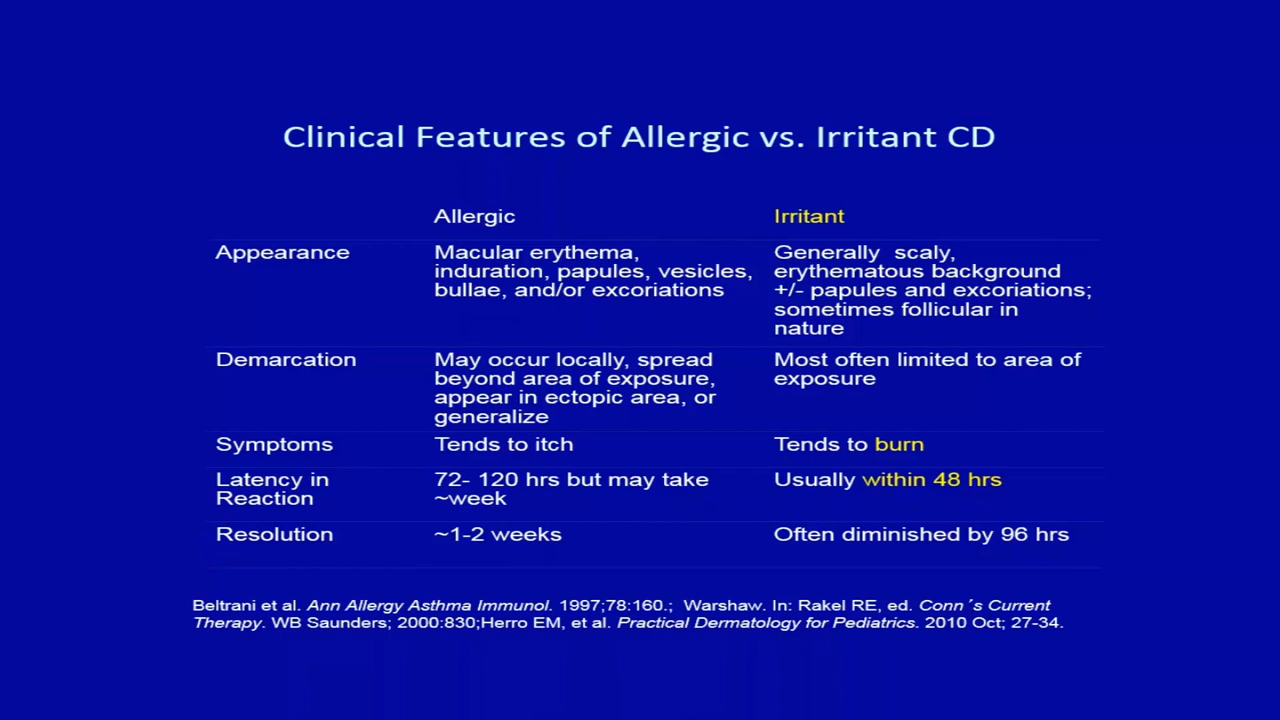 Clinical Features of Allergic vs. Irritant CD
Allergic
Irritant
Appearance
Macular erythema,
induration, papules, vesicles,
bullae, and/or excoriations
Generally scaly,
erythematous background
+/- papules and excoriations;
sometimes follicular in
nature
Demarcation
May occur locally, spread
beyond area of exposure,
appear in ectopic area, or
generalize
Most often limited to area of
exposure
Symptoms
Tends to itch
Tends to burn
Latency in
Reaction
72- 120 hrs but may take
~week
Usually within 48 hrs
Resolution
~1-2 weeks
Often diminished by 96 hrs
Beltrani et al. Ann Allergy Asthma Immunol. 1997;78:160.; Warshaw. In: Rakel RE, ed. Conn´s Current
Therapy. WB Saunders; 2000:830;Herro EM, et al. Practical Dermatology for Pediatrics. 2010 Oct; 27-34.